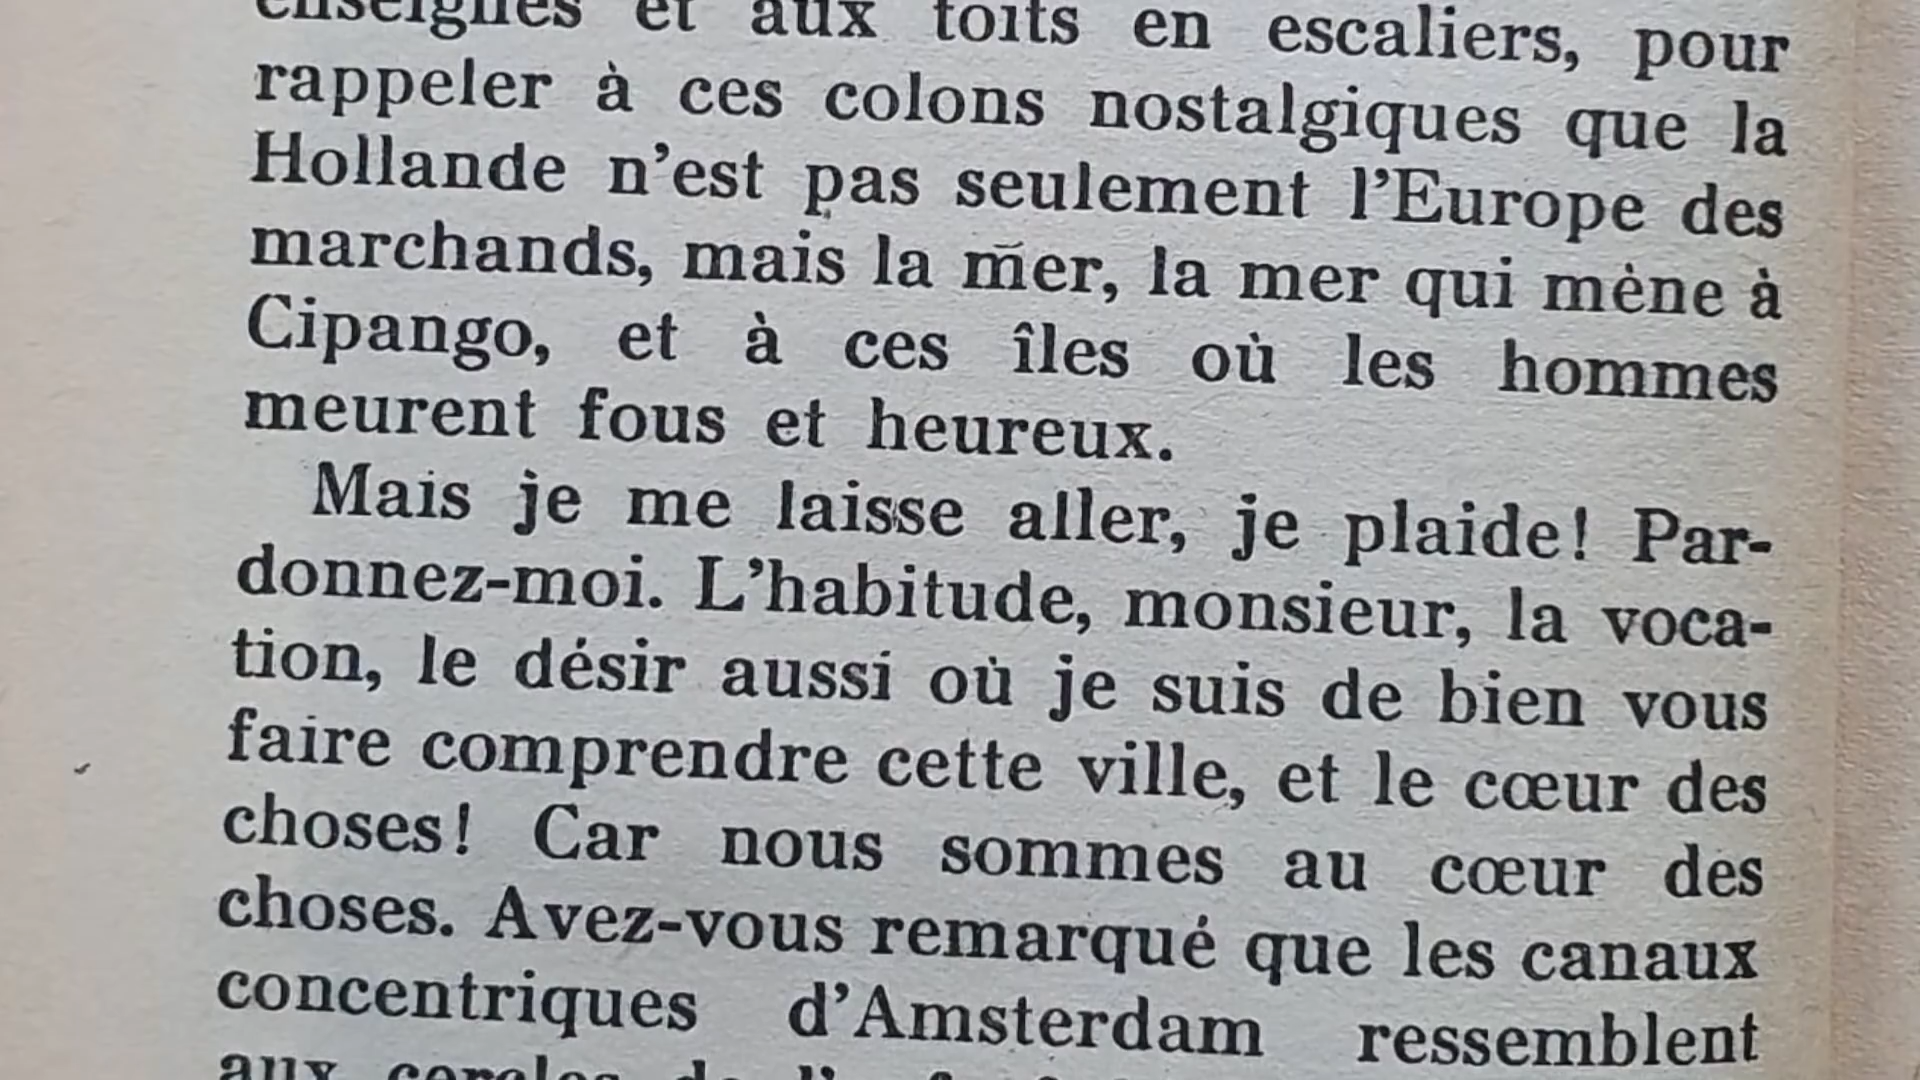 enseignes et aux toits en escaliers, pour
rappeler à ces colons nostalgiques que la
Hollande n'est pas seulement l'Europe des
marchands, mais la mer, la mer qui mène à
Cipango, et à ces îles où les hommes
meurent fous et heureux.
Mais je me laisse aller, je plaide! Par-
donnez-moi. L'habitude, monsieur, la voca-
tion, le désir aussi où je suis de bien vous
faire comprendre cette ville, et le cœur des
choses! Car nous sommes au cœur des
choses. Avez-vous remarqué que les canaux
concentriques d'Amsterdam ressemblent
aux cercles de